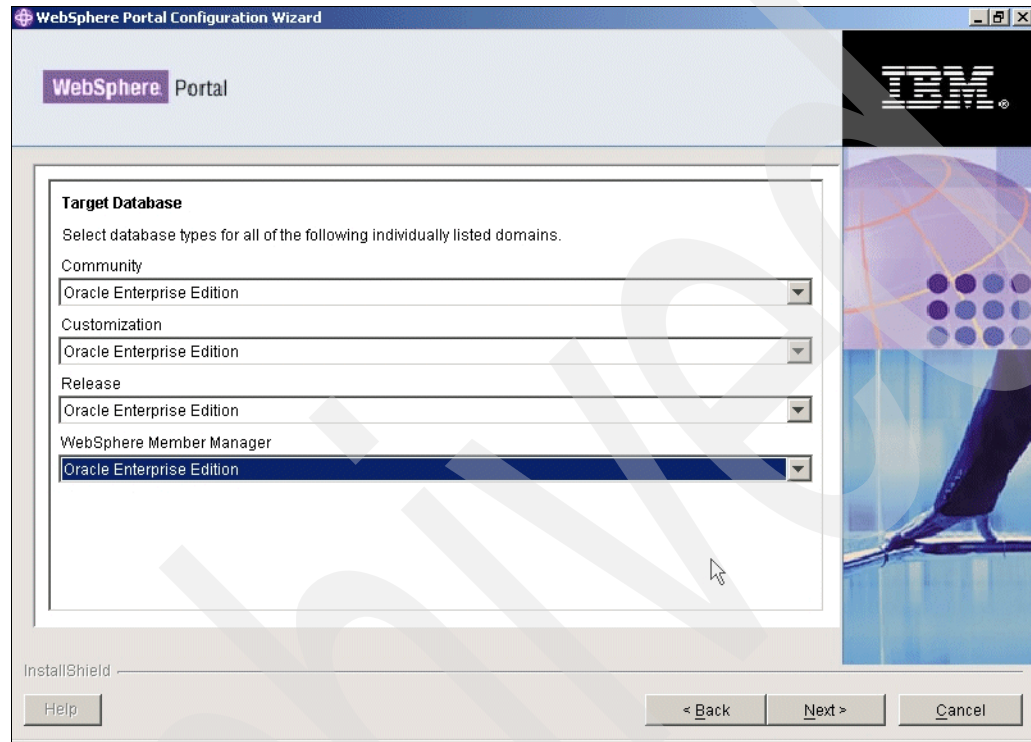 WebSphere Portal Configuration Wizard
WebSphere. Portal
IBM.®
Target Database
Select database types for all of the following individually listed domains.
Community
Oracle Enterprise Edition
Customization
Oracle Enterprise Edition
Release
Oracle Enterprise Edition
WebSphere Member Manager
Oracle Enterprise Edition
InstallShield
Help
< Back
Next >
Cancel